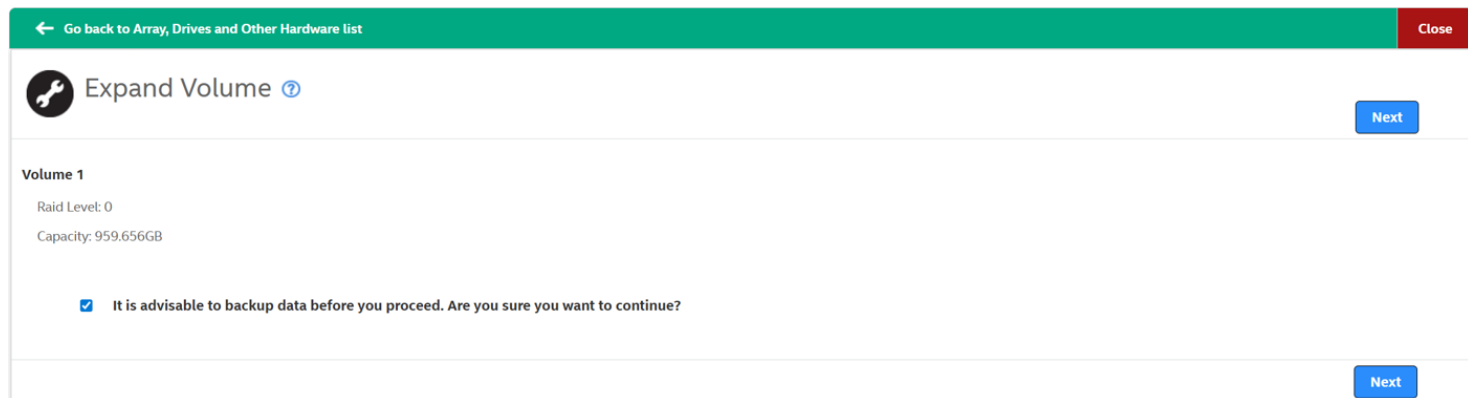 Go back to Array, Drives and Other Hardware list
Close
Expand Volume ?
Next
Volume 1
Raid Level: 0
Capacity: 959.656GB
It is advisable to backup data before you proceed. Are you sure you want to continue?
Next